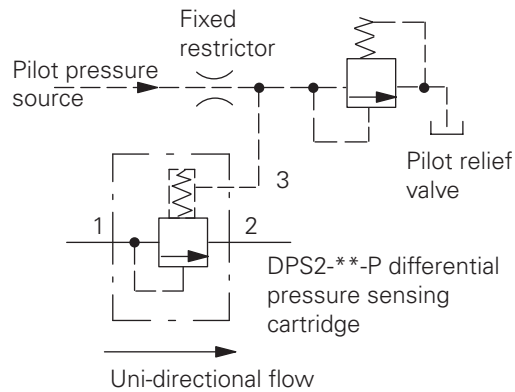 Fixed
restrictor
Pilot pressure
source
Pilot relief
valve
3
1
2
DPS2-**-P differential
pressure sensing
cartridge
Uni-directional flow